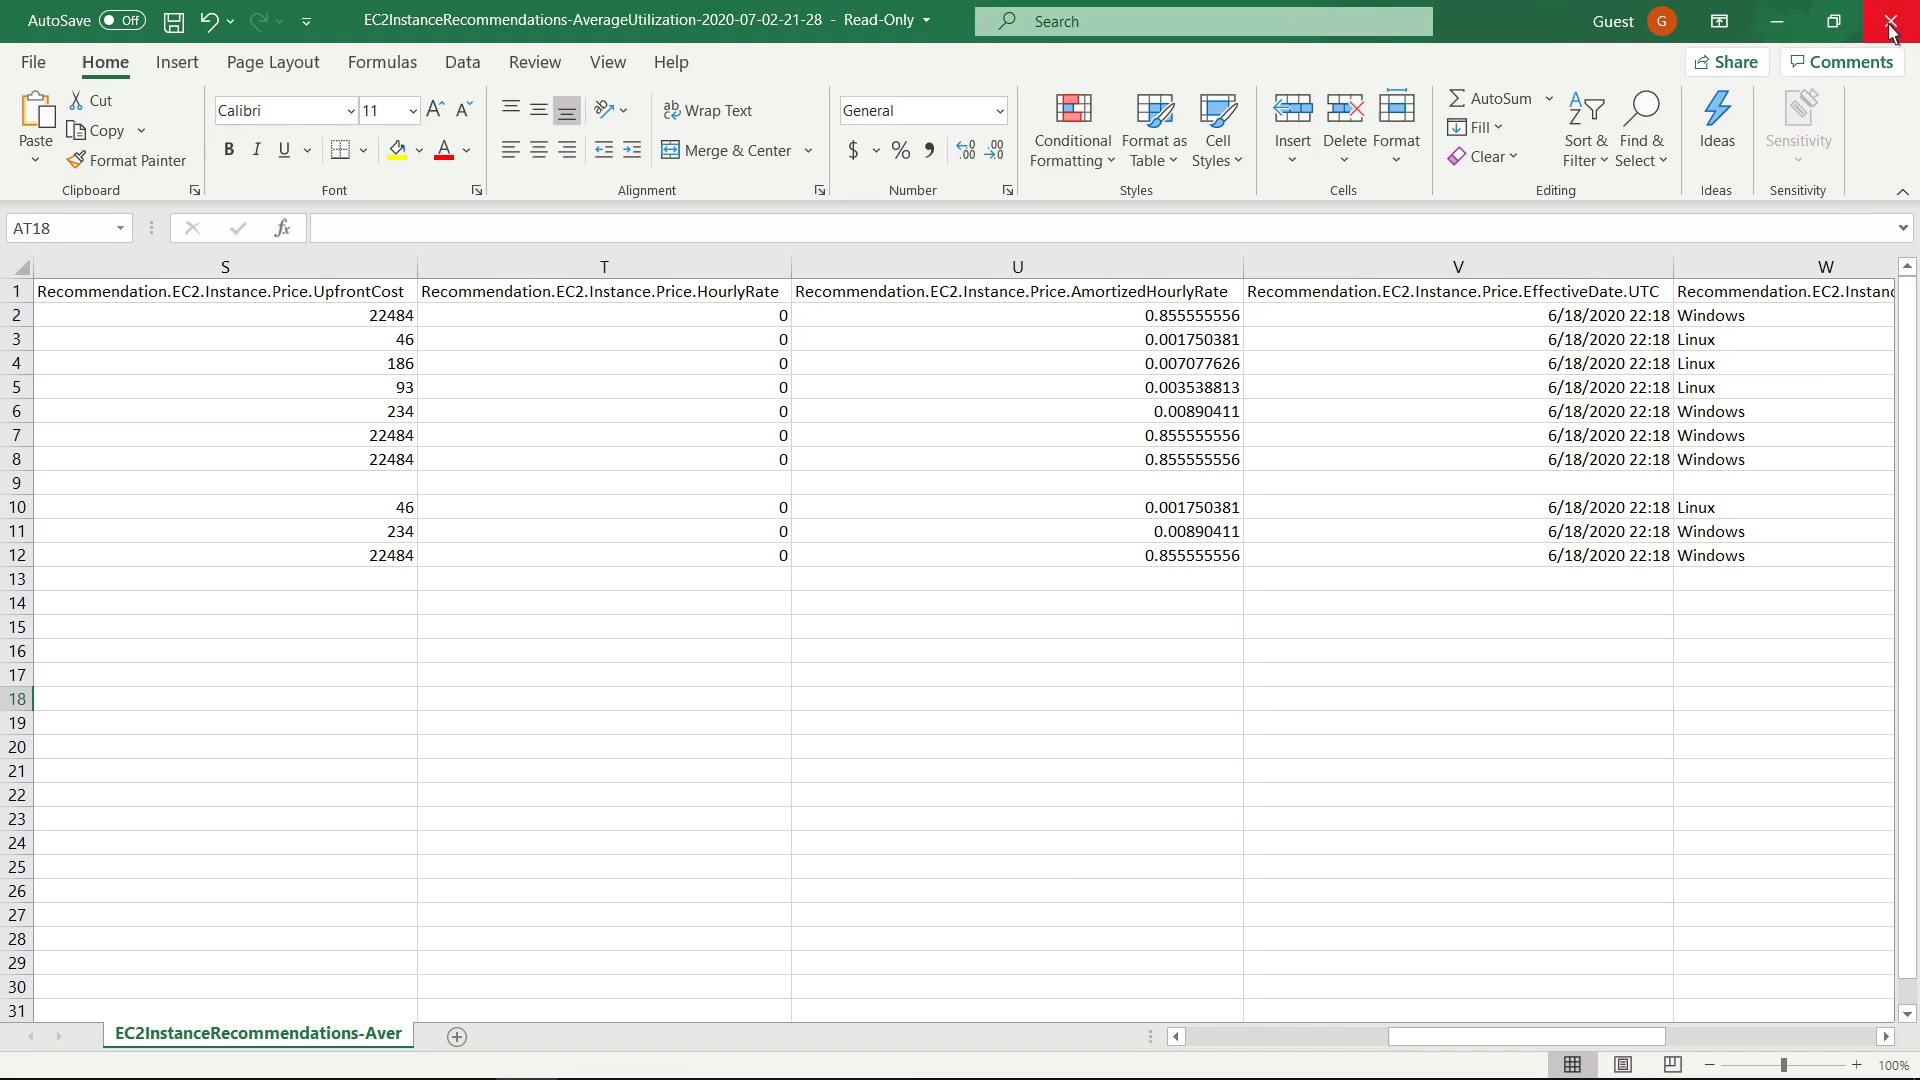 AutoSave Off EC2InstanceRecommendations-AverageUtilization-2020-07-02-21-28 - Read-Only Search Guest G
File Home Insert Page Layout Formulas Data Review View Help Share Comments
Paste Cut Copy Format Painter Clipboard
Calibri 11 A A B I U A Font
Wrap Text Merge & Center Alignment
General $ % 9 .00 .00 Number
Conditional Formatting Format as Table Cell Styles Styles
Insert Delete Format Cells
AutoSum Fill Clear Sort & Filter Find & Select Editing
Ideas Ideas
Sensitivity Sensitivity
AT18 fx
S T U V W
1 Recommendation.EC2.Instance.Price.UpfrontCost Recommendation.EC2.Instance.Price.HourlyRate Recommendation.EC2.Instance.Price.AmortizedHourlyRate Recommendation.EC2.Instance.Price.EffectiveDate.UTC Recommendation.EC2.Instanc
2 22484 0 0.855555556 6/18/2020 22:18 Windows
3 46 0 0.001750381 6/18/2020 22:18 Linux
4 186 0 0.007077626 6/18/2020 22:18 Linux
5 93 0 0.003538813 6/18/2020 22:18 Linux
6 234 0 0.00890411 6/18/2020 22:18 Windows
7 22484 0 0.855555556 6/18/2020 22:18 Windows
8 22484 0 0.855555556 6/18/2020 22:18 Windows
9
10 46 0 0.001750381 6/18/2020 22:18 Linux
11 234 0 0.00890411 6/18/2020 22:18 Windows
12 22484 0 0.855555556 6/18/2020 22:18 Windows
13
14
15
16
17
18
19
20
21
22
23
24
25
26
27
28
29
30
31
EC2InstanceRecommendations-Aver
100%